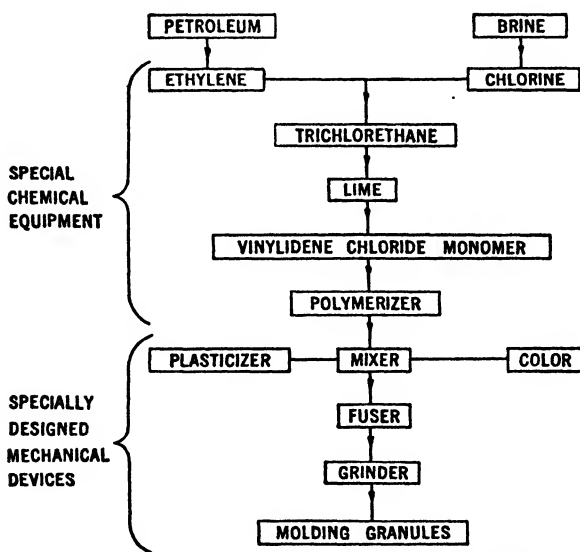 PETROLEUM
BRINE
ETHYLENE
CHLORINE
TRICHLORETHANE
SPECIAL
CHEMICAL
EQUIPMENT
LIME
VINYLIDENE CHLORIDE MONOMER
POLYMERIZER
PLASTICIZER
MIXER
COLOR
SPECIALLY
DESIGNED
MECHANICAL
DEVICES
FUSER
GRINDER
MOLDING GRANULES